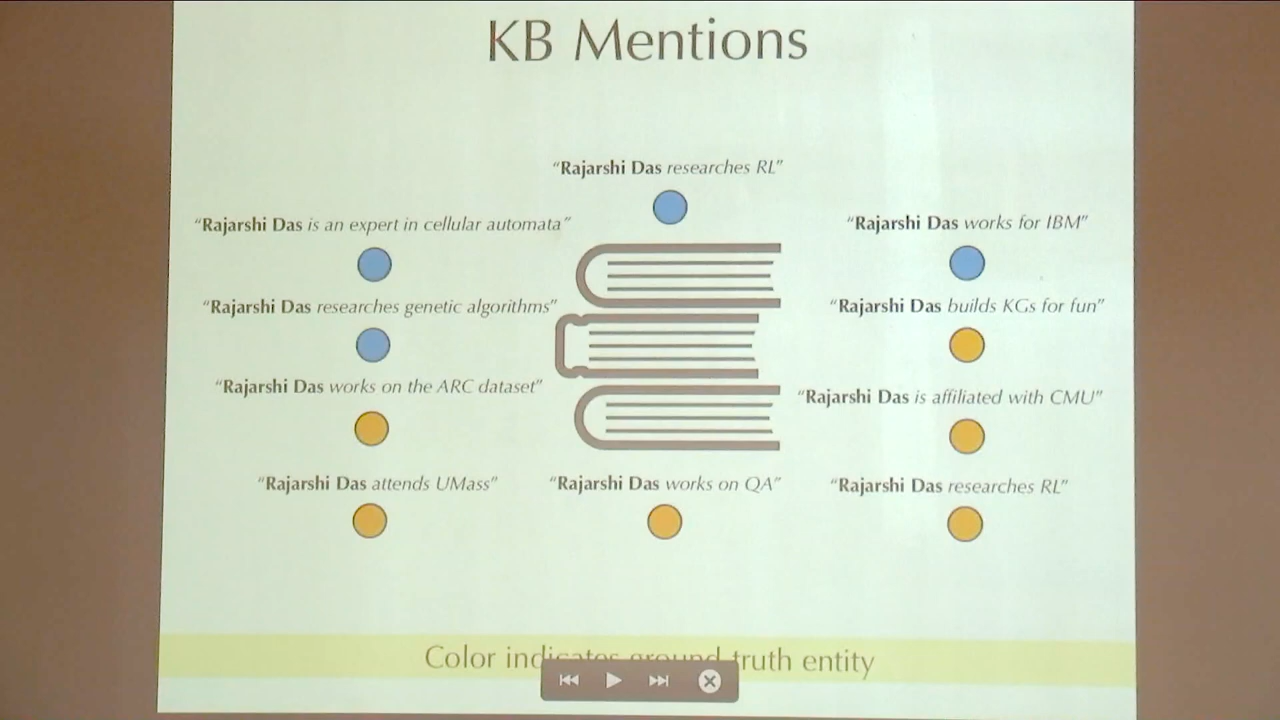 KB Mentions
"Rajarshi Das researches RL"
"Rajarshi Das is an expert in cellular automata"
"Rajarshi Das works for IBM"
"Rajarshi Das researches genetic algorithms"
"Rajarshi Das builds KGs for fun"
"Rajarshi Das works on the ARC dataset"
"Rajarshi Das is affiliated with CMU"
"Rajarshi Das attends UMass"
"Rajarshi Das works on QA"
"Rajarshi Das researches RL"
Color indicates ground truth entity